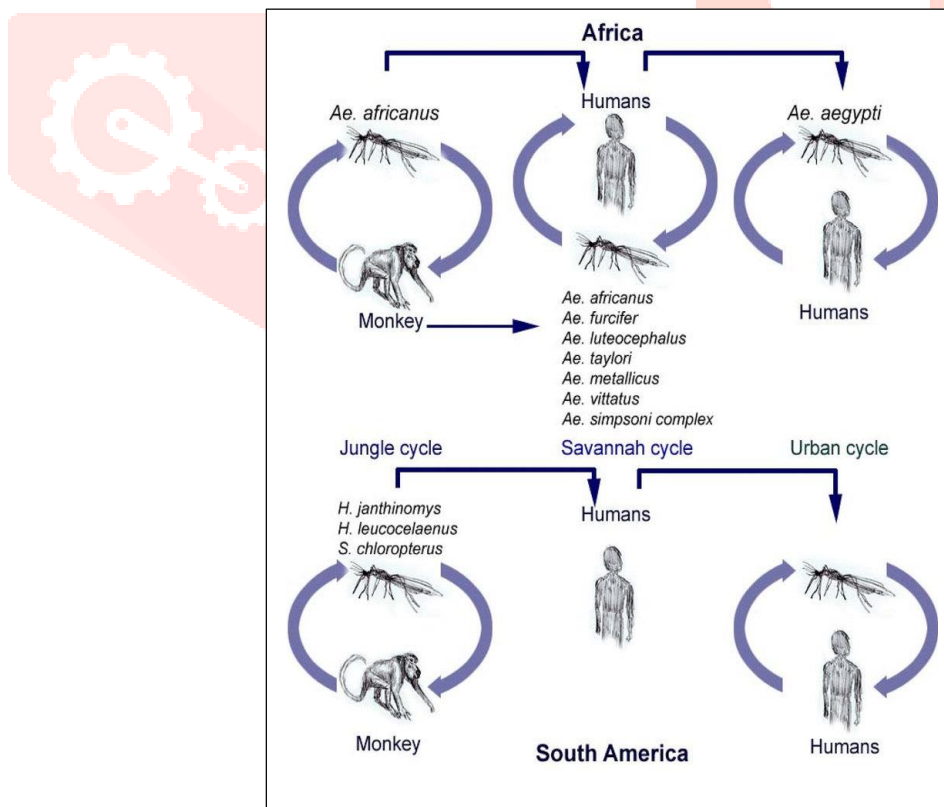 Africa
Ae. africanus
Humans
Ae. aegypti
Monkey
Ae. africanus
Ae. furcifer
Ae. luteocephalus
Ae. taylori
Ae. metallicus
Ae. vittatus
Ae. simpsoni complex
Humans
Jungle cycle
Savannah cycle
Urban cycle
H. janthinomys
H. leucocelaenus
S. chloropterus
Humans
Monkey
Humans
South America